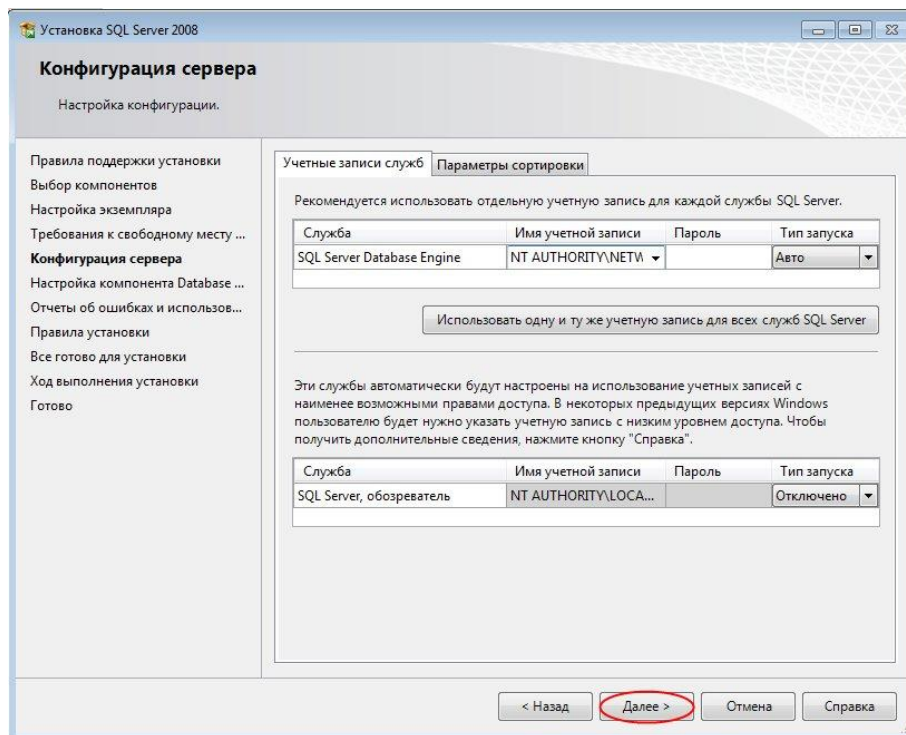 Установка SQL Server 2008
Конфигурация сервера
Настройка конфигурации.
Правила поддержки установки
Выбор компонентов
Настройка экземпляра
Требования к свободному месту ...
Конфигурация сервера
Настройка компонента Database ...
Отчеты об ошибках и использов...
Правила установки
Все готово для установки
Ход выполнения установки
Готово
Учетные записи служб Параметры сортировки
Рекомендуется использовать отдельную учетную запись для каждой службы SQL Server.
Служба Имя учетной записи Пароль Тип запуска
SQL Server Database Engine NT AUTHORITY\NETW Авто
Использовать одну и ту же учетную запись для всех служб SQL Server
Эти службы автоматически будут настроены на использование учетных записей с
наименее возможными правами доступа. В некоторых предыдущих версиях Windows
пользователю будет нужно указать учетную запись с низким уровнем доступа. Чтобы
получить дополнительные сведения, нажмите кнопку "Справка".
Служба Имя учетной записи Пароль Тип запуска
SQL Server, обозреватель NT AUTHORITY\LOCA... Отключено
< Назад Далее > Отмена Справка